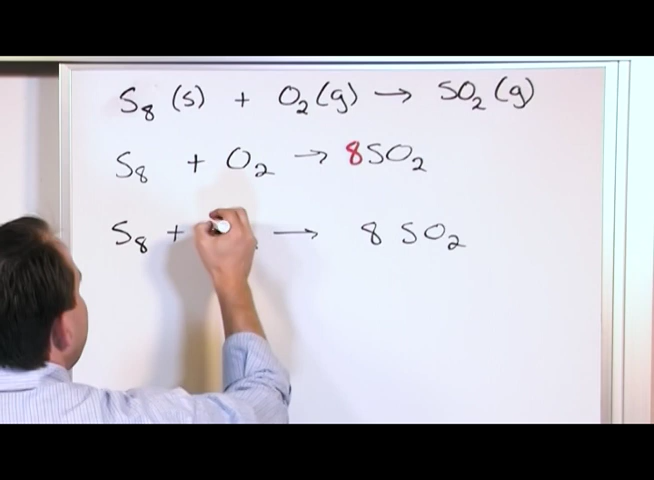 S₈ (s) + O₂(g) → SO₂(g)
S₈ + O₂ → 8SO₂
S₈ + → 8 SO₂